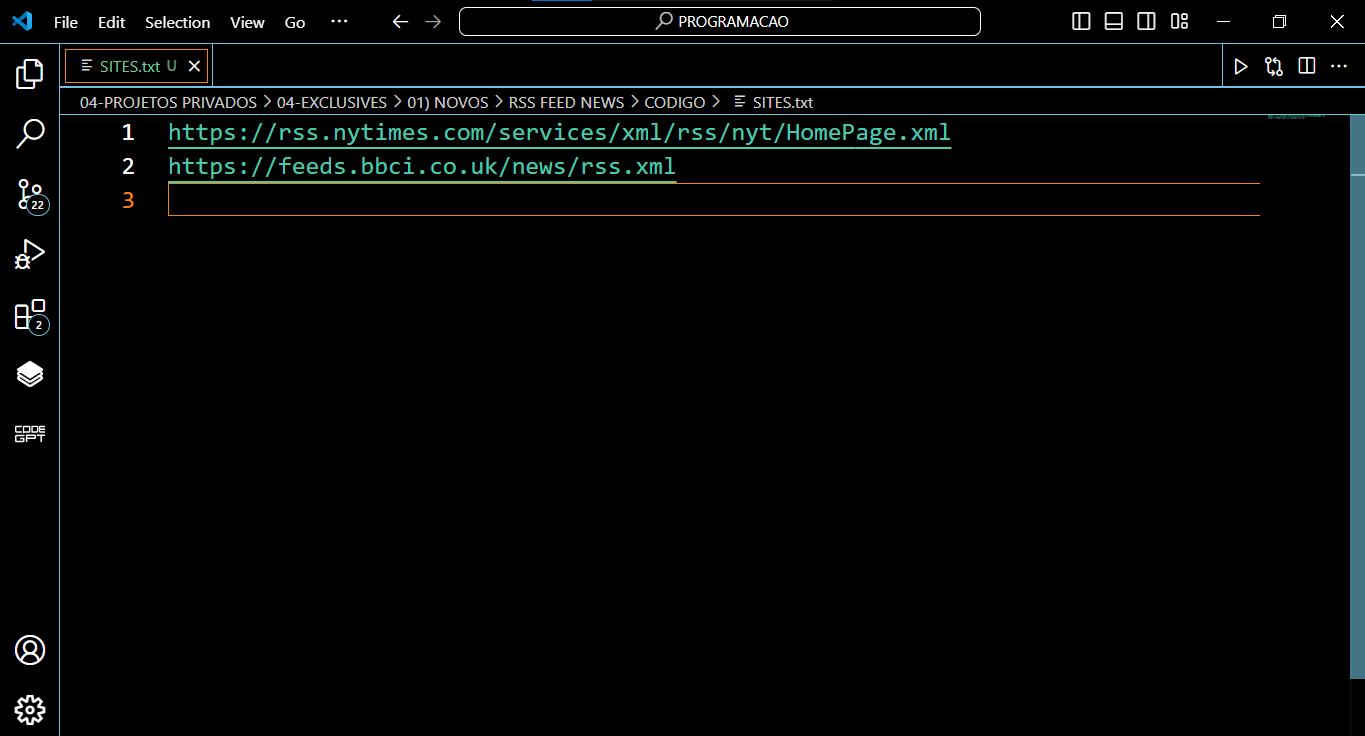 File Edit Selection View Go ··· PROGRAMACAO
SITES.txt U
04-PROJETOS PRIVADOS > 04-EXCLUSIVES > 01) NOVOS > RSS FEED NEWS > CODIGO > SITES.txt
1 https://rss.nytimes.com/services/xml/rss/nyt/HomePage.xml
2 https://feeds.bbci.co.uk/news/rss.xml
3
22
2
CODE
GPT